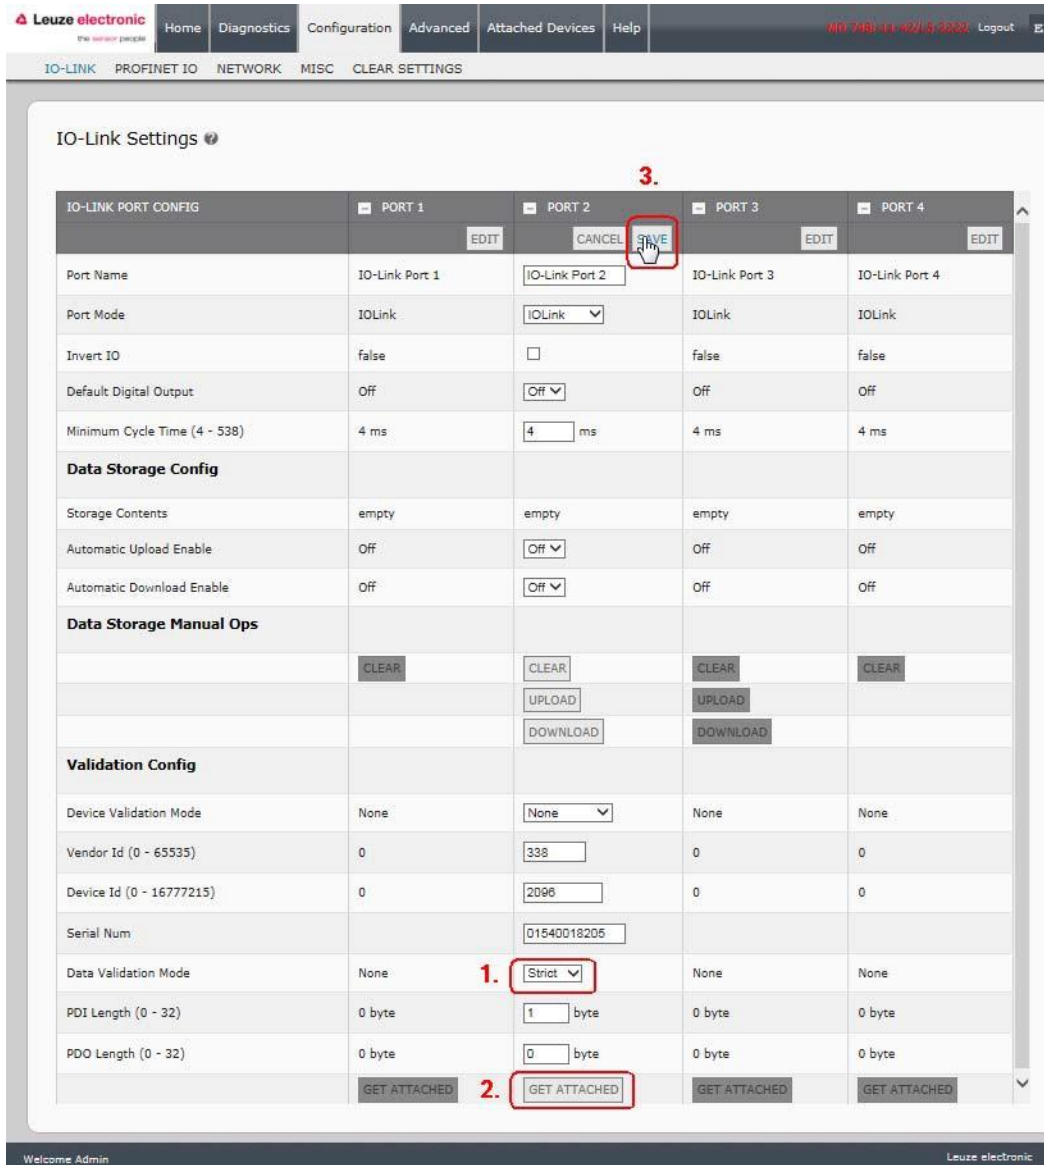 Leuze electronic
the sensor people
Home Diagnostics Configuration Advanced Attached Devices Help
Logout
IO-LINK PROFINET IO NETWORK MISC CLEAR SETTINGS
IO-Link Settings
3.
IO-LINK PORT CONFIG PORT 1 PORT 2 PORT 3 PORT 4
EDIT CANCEL SAVE EDIT EDIT
Port Name IO-Link Port 1 IO-Link Port 2 IO-Link Port 3 IO-Link Port 4
Port Mode IOLink IOLink IOLink IOLink
Invert IO false false false
Default Digital Output Off Off Off Off
Minimum Cycle Time (4 - 538) 4 ms 4 ms 4 ms 4 ms
Data Storage Config
Storage Contents empty empty empty empty
Automatic Upload Enable Off Off Off Off
Automatic Download Enable Off Off Off Off
Data Storage Manual Ops
CLEAR CLEAR CLEAR CLEAR
UPLOAD UPLOAD
DOWNLOAD DOWNLOAD
Validation Config
Device Validation Mode None None None None
Vendor Id (0 - 65535) 0 338 0 0
Device Id (0 - 16777215) 0 2096 0 0
Serial Num 01540018205
Data Validation Mode None 1. Strict None None
PDI Length (0 - 32) 0 byte 1 byte 0 byte 0 byte
PDO Length (0 - 32) 0 byte 0 byte 0 byte 0 byte
GET ATTACHED 2. GET ATTACHED GET ATTACHED GET ATTACHED
Welcome Admin Leuze electronic